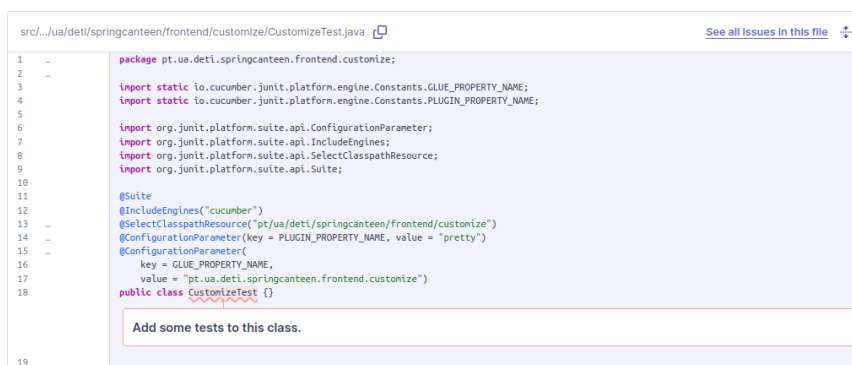 src/.../ua/deti/springcanteen/frontend/customize/CustomizeTest.java See all issues in this file
1 package pt.ua.deti.springcanteen.frontend.customize;
2
3 import static io.cucumber.junit.platform.engine.Constants.GLUE_PROPERTY_NAME;
4 import static io.cucumber.junit.platform.engine.Constants.PLUGIN_PROPERTY_NAME;
5
6 import org.junit.platform.suite.api.ConfigurationParameter;
7 import org.junit.platform.suite.api.IncludeEngines;
8 import org.junit.platform.suite.api.SelectClasspathResource;
9 import org.junit.platform.suite.api.Suite;
10
11 @Suite
12 @IncludeEngines("cucumber")
13 @SelectClasspathResource("pt/ua/deti/springcanteen/frontend/customize")
14 @ConfigurationParameter(key = PLUGIN_PROPERTY_NAME, value = "pretty")
15 @ConfigurationParameter(
16 key = GLUE_PROPERTY_NAME,
17 value = "pt.ua.deti.springcanteen.frontend.customize")
18 public class CustomizeTest {}
Add some tests to this class.
19